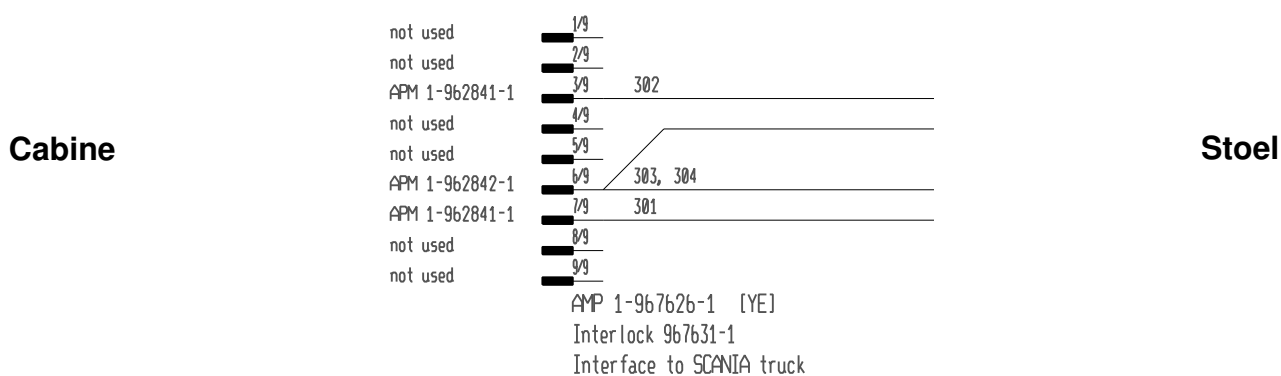 not used 1/9
not used 2/9
APM 1-962841-1 3/9 302
not used 4/9
Cabine Stoel
not used 5/9
APM 1-962842-1 6/9 303, 304
APM 1-962841-1 7/9 301
not used 8/9
not used 9/9
AMP 1-967626-1 [YE]
Interlock 967631-1
Interface to SCANIA truck